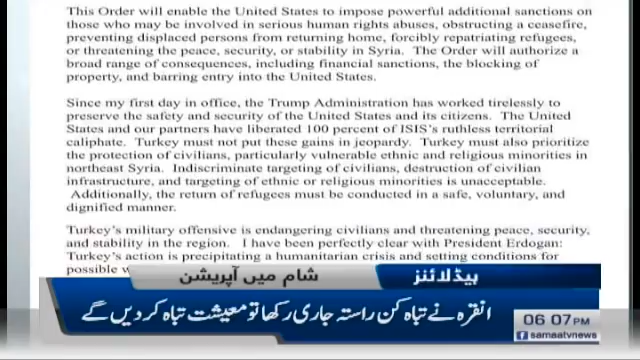 This Order will enable the United States to impose powerful additional sanctions on
those who may be involved in serious human rights abuses, obstructing a ceasefire,
preventing displaced persons from returning home, forcibly repatriating refugees,
or threatening the peace, security, or stability in Syria. The Order will authorize a
broad range of consequences, including financial sanctions, the blocking of
property, and barring entry into the United States.
Since my first day in office, the Trump Administration has worked tirelessly to
preserve the safety and security of the United States and its citizens. The United
States and our partners have liberated 100 percent of ISIS's ruthless territorial
caliphate. Turkey must not put these gains in jeopardy. Turkey must also prioritize
the protection of civilians, particularly vulnerable ethnic and religious minorities in
northeast Syria. Indiscriminate targeting of civilians, destruction of civilian
infrastructure, and targeting of ethnic or religious minorities is unacceptable.
Additionally, the return of refugees must be conducted in a safe, voluntary, and
dignified manner.
Turkey's military offensive is endangering civilians and threatening peace, security,
and stability in the region. I have been perfectly clear with President Erdogan:
Turkey's action is precipitating a humanitarian crisis and setting conditions for
possible w
ہیڈلائنز
شام میں آپریشن
انقرہ نے تباہ کن راستہ جاری رکھا تو معیشت تباہ کر دیں گے
06:07 PM
samaatvnews